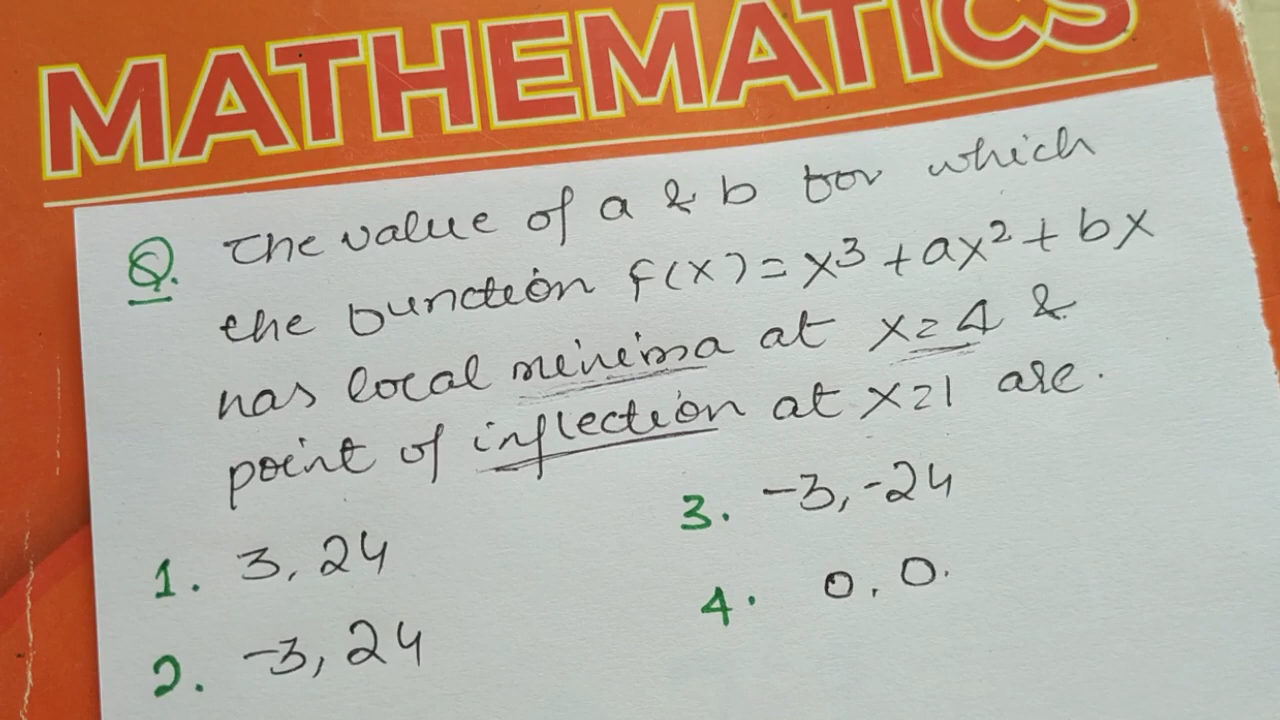 MATHEMATICS
Q. The value of a & b for which
the function f(x) = x³ + ax² + bx
has local minima at x = 4 &
point of inflection at x = 1 are.
1. 3, 24
2. -3, 24
3. -3, -24
4. 0, 0.